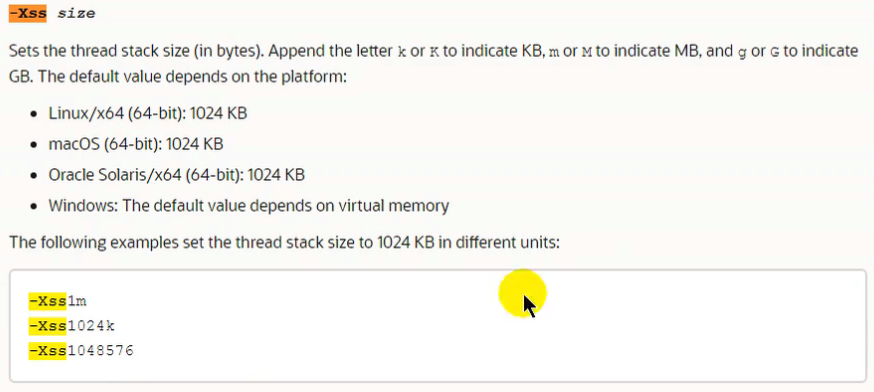 -Xss size
Sets the thread stack size (in bytes). Append the letter k or K to indicate KB, m or M to indicate MB, and g or G to indicate
GB. The default value depends on the platform:
• Linux/x64 (64-bit): 1024 KB
• macOS (64-bit): 1024 KB
• Oracle Solaris/x64 (64-bit): 1024 KB
• Windows: The default value depends on virtual memory
The following examples set the thread stack size to 1024 KB in different units:
-Xss1m
-Xss1024k
-Xss1048576